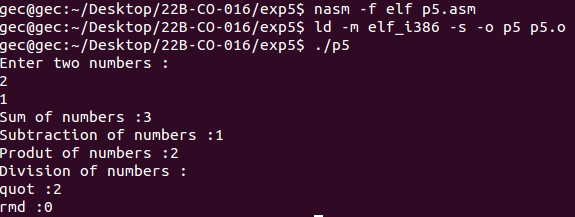 gec@gec:~/Desktop/22B-CO-016/exp5$ nasm -f elf p5.asm
gec@gec:~/Desktop/22B-CO-016/exp5$ ld -m elf_i386 -s -o p5 p5.o
gec@gec:~/Desktop/22B-CO-016/exp5$ ./p5
Enter two numbers :
2
1
Sum of numbers :3
Subtraction of numbers :1
Produt of numbers :2
Division of numbers :
quot :2
rmd :0